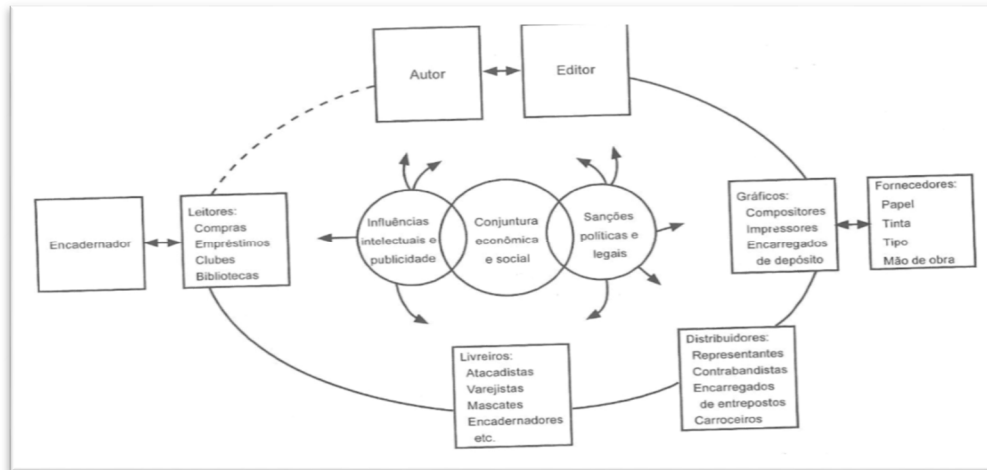 Autor
Editor
Encadernador
Leitores:
Compras
Empréstimos
Clubes
Bibliotecas
Influências
intelectuais e
publicidade
Conjuntura
econômica
e social
Sanções
políticas e
legais
Gráficos:
Compositores
Impressores
Encarregados
de depósito
Fornecedores:
Papel
Tinta
Tipo
Mão de obra
Livreiros:
Atacadistas
Varejistas
Mascates
Encadernadores
etc.
Distribuidores:
Representantes
Contrabandistas
Encarregados
de entrepostos
Carroceiros